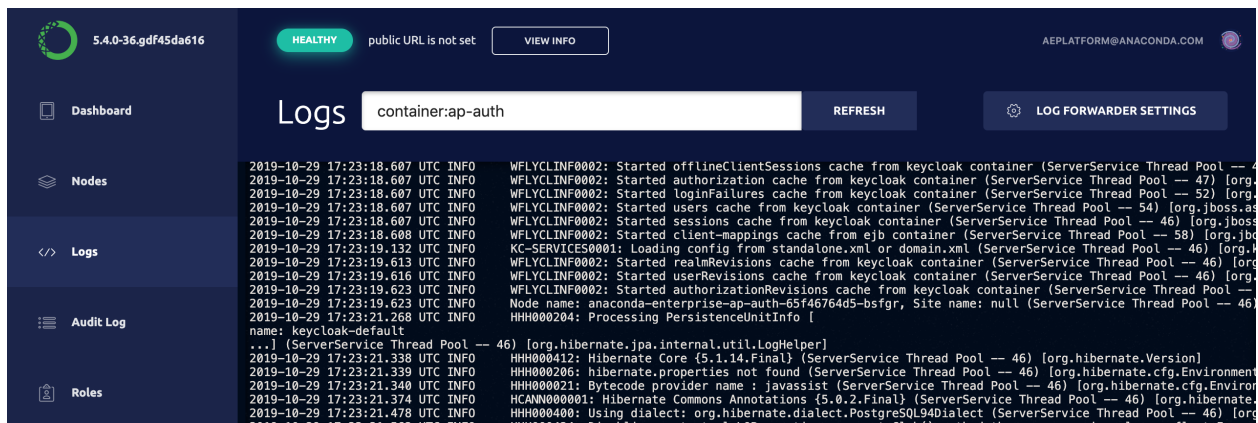 5.4.0-36.gdf45da616
HEALTHY public URL is not set VIEW INFO AEPLATFORM@ANACONDA.COM
Dashboard
Logs container:ap-auth REFRESH LOG FORWARDER SETTINGS
Nodes
</> Logs
Audit Log
Roles
2019-10-29 17:23:18.607 UTC INFO WFLYCLINF0002: Started offlineClientSessions cache from keycloak container (ServerService Thread Pool -- 4
2019-10-29 17:23:18.607 UTC INFO WFLYCLINF0002: Started authorization cache from keycloak container (ServerService Thread Pool -- 47) [org.
2019-10-29 17:23:18.607 UTC INFO WFLYCLINF0002: Started loginFailures cache from keycloak container (ServerService Thread Pool -- 52) [org.
2019-10-29 17:23:18.607 UTC INFO WFLYCLINF0002: Started users cache from keycloak container (ServerService Thread Pool -- 54) [org.jboss.as
2019-10-29 17:23:18.607 UTC INFO WFLYCLINF0002: Started sessions cache from keycloak container (ServerService Thread Pool -- 46) [org.jboss
2019-10-29 17:23:18.608 UTC INFO WFLYCLINF0002: Started client-mappings cache from ejb container (ServerService Thread Pool -- 58) [org.jbo
2019-10-29 17:23:19.132 UTC INFO KC-SERVICES0001: Loading config from standalone.xml or domain.xml (ServerService Thread Pool -- 46) [org.k
2019-10-29 17:23:19.613 UTC INFO WFLYCLINF0002: Started realmRevisions cache from keycloak container (ServerService Thread Pool -- 46) [org
2019-10-29 17:23:19.616 UTC INFO WFLYCLINF0002: Started userRevisions cache from keycloak container (ServerService Thread Pool -- 46) [org.
2019-10-29 17:23:19.623 UTC INFO WFLYCLINF0002: Started authorizationRevisions cache from keycloak container (ServerService Thread Pool --
2019-10-29 17:23:19.623 UTC INFO Node name: anaconda-enterprise-ap-auth-65f46764d5-bsfgr, Site name: null (ServerService Thread Pool -- 46)
2019-10-29 17:23:21.268 UTC INFO HHH000204: Processing PersistenceUnitInfo [
name: keycloak-default
...] (ServerService Thread Pool -- 46) [org.hibernate.jpa.internal.util.LogHelper]
2019-10-29 17:23:21.338 UTC INFO HHH000412: Hibernate Core {5.1.14.Final} (ServerService Thread Pool -- 46) [org.hibernate.Version]
2019-10-29 17:23:21.339 UTC INFO HHH000206: hibernate.properties not found (ServerService Thread Pool -- 46) [org.hibernate.cfg.Environment
2019-10-29 17:23:21.340 UTC INFO HHH000021: Bytecode provider name : javassist (ServerService Thread Pool -- 46) [org.hibernate.cfg.Environ
2019-10-29 17:23:21.374 UTC INFO HCANN000001: Hibernate Commons Annotations {5.0.2.Final} (ServerService Thread Pool -- 46) [org.hibernate.
2019-10-29 17:23:21.478 UTC INFO HHH000400: Using dialect: org.hibernate.dialect.PostgreSQL94Dialect (ServerService Thread Pool -- 46) [org